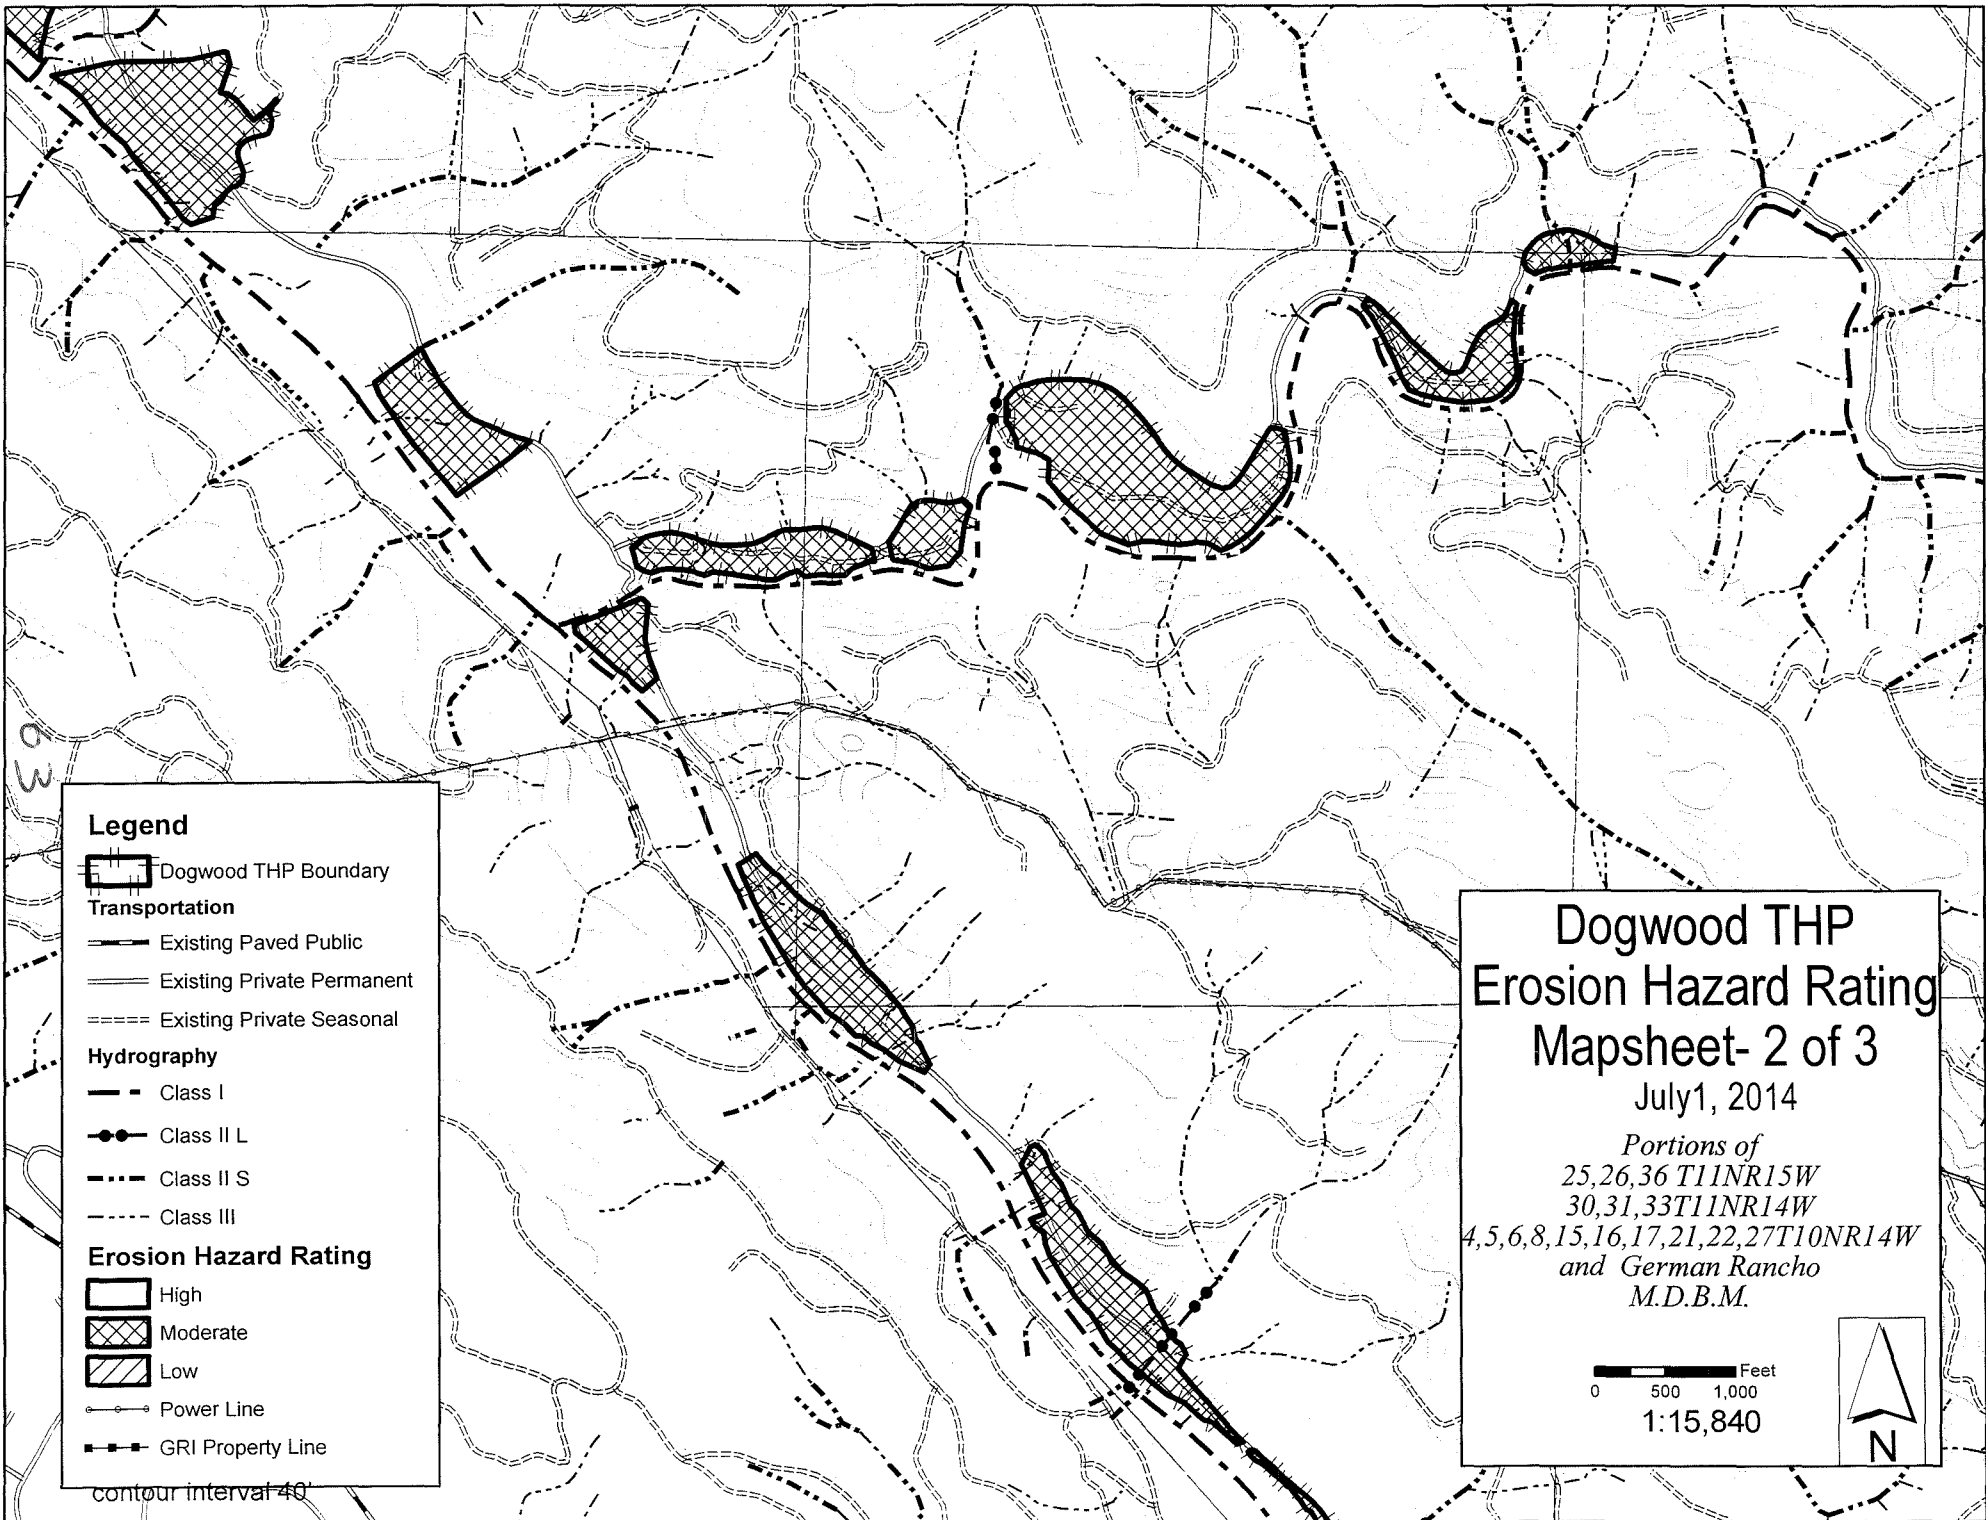 Legend
Dogwood THP Boundary
Transportation
Existing Paved Public
Existing Private Permanent
Existing Private Seasonal
Hydrography
Class I
Class II L
Class II S
Class III
Erosion Hazard Rating
High
Moderate
Low
Power Line
GRI Property Line
contour interval 40'
Dogwood THP
Erosion Hazard Rating
Mapsheet- 2 of 3
July1, 2014
Portions of
25,26,36 T11NR15W
30,31,33T11NR14W
4,5,6,8,15,16,17,21,22,27T10NR14W
and German Rancho
M.D.B.M.
Feet
0 500 1,000
1:15,840
N